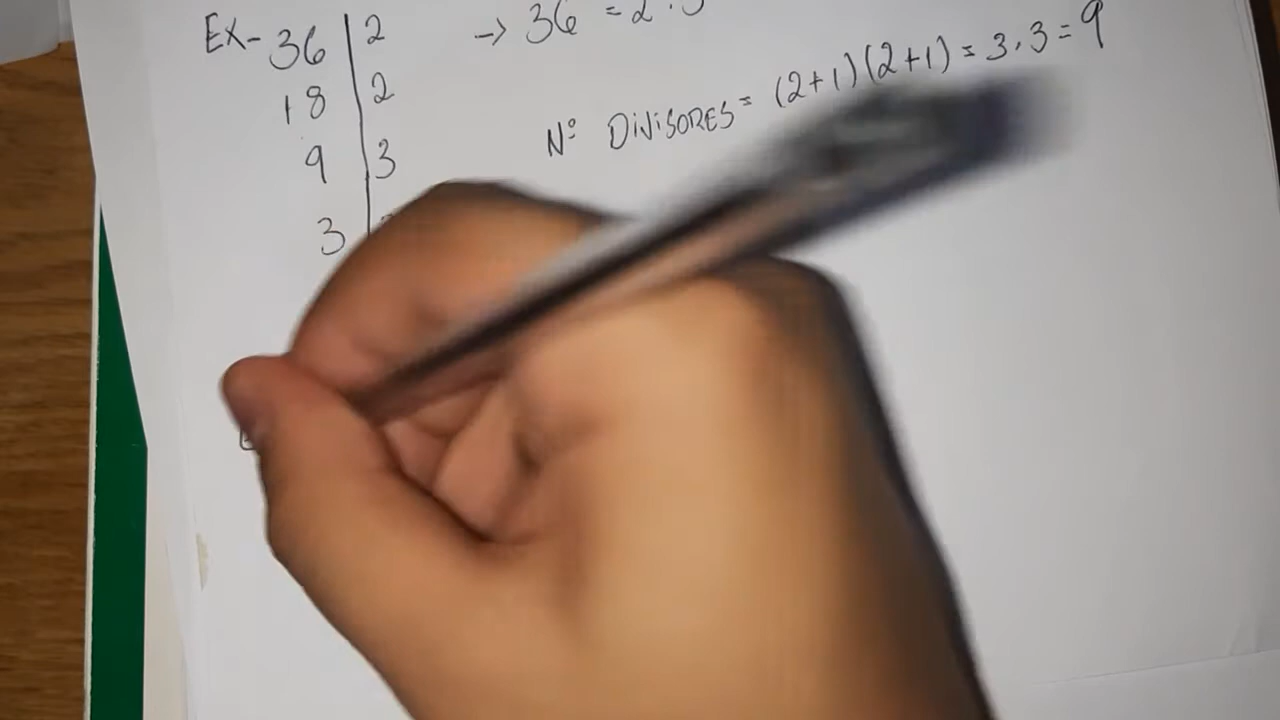 EX- 36 | 2 → 36 = 2 · 3
18 | 2
Nº DIVISORES = (2+1)(2+1) = 3 · 3 = 9
9 | 3
3 |